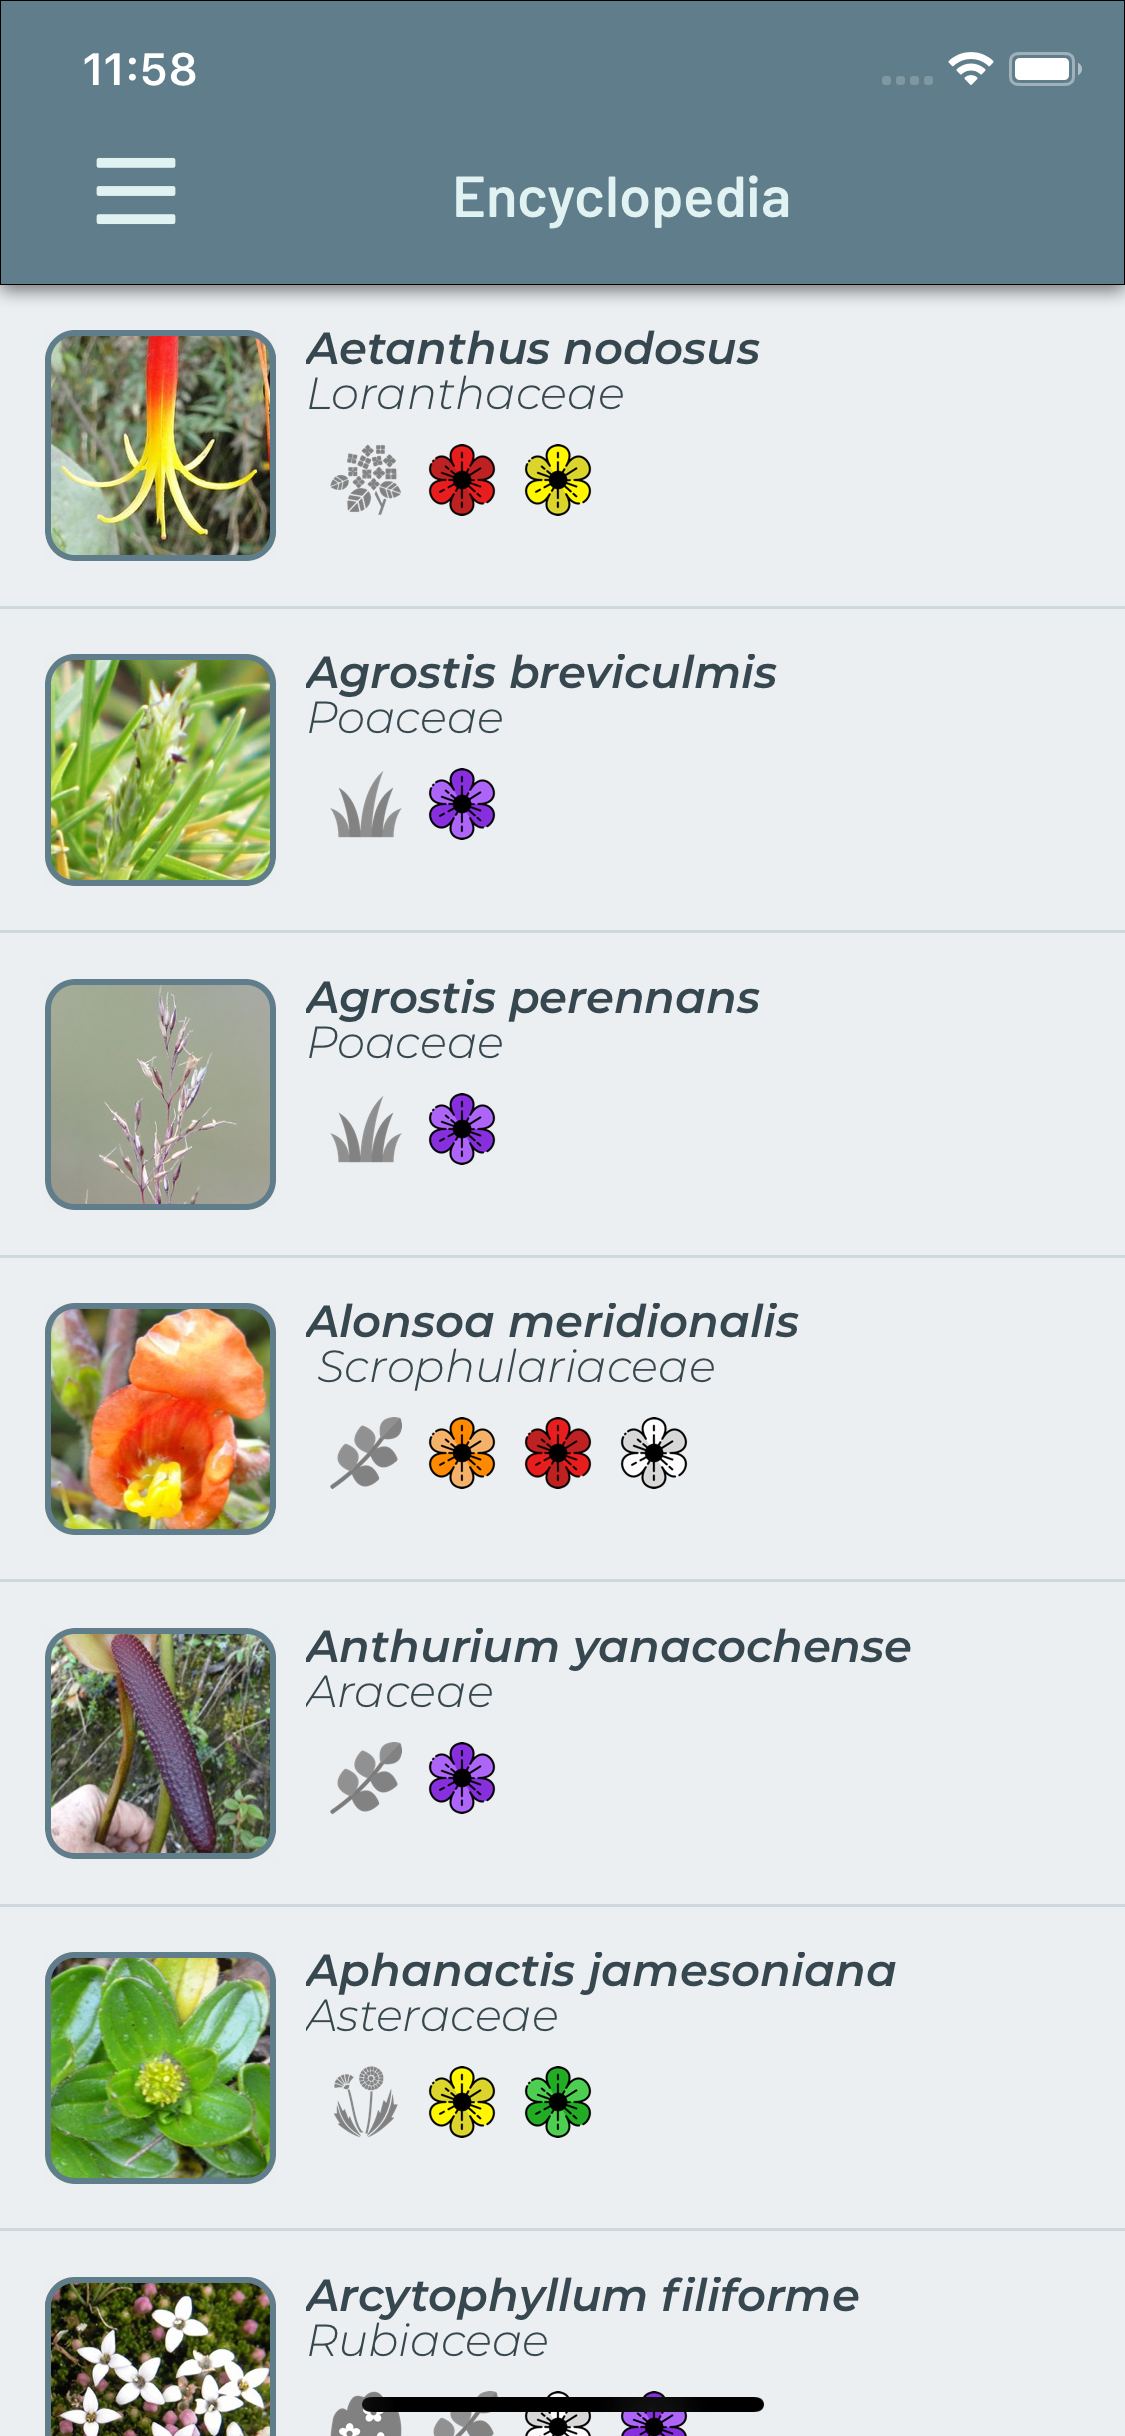 11:58
Encyclopedia
Aetanthus nodosus
Loranthaceae
Agrostis breviculmis
Poaceae
Agrostis perennans
Poaceae
Alonsoa meridionalis
Scrophulariaceae
Anthurium yanacochense
Araceae
Aphanactis jamesoniana
Asteraceae
Arcytophyllum filiforme
Rubiaceae